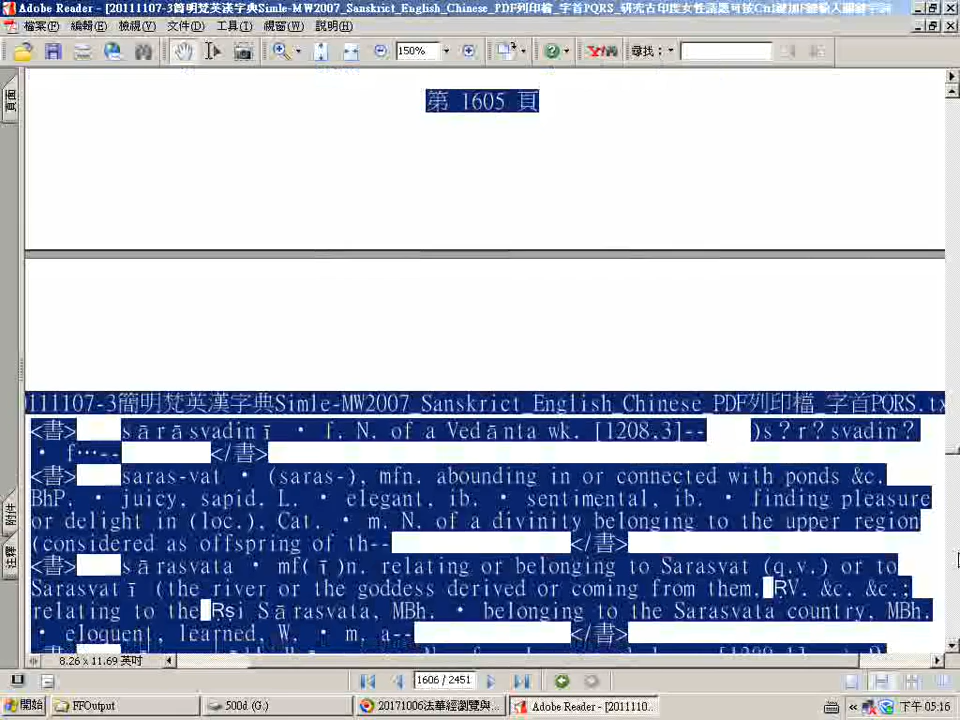 Adobe Reader - [20111107-3簡明梵英漢字典Simle-MW2007_Sanskrict_English_Chinese_PDF列印檔_字首PQRS_研究古印度女性議題可按Ctrl鍵加F鍵輸入關鍵字詞
檔案(F) 編輯(E) 檢視(V) 文件(D) 工具(T) 視窗(W) 說明(H)
150% Y! 尋找:
頁面
第 1605 頁
111107-3簡明梵英漢字典Simle-MW2007_Sanskrict_English_Chinese_PDF列印檔_字首PQRS.tx
<書> sārāsvadinī • f. N. of a Vedānta wk. [1208.3]-- )s?r?svadin?
• f…-- </書>
<書> saras-vat • (saras-), mfn. abounding in or connected with ponds &c.
BhP. • juicy, sapid, L. • elegant, ib. • sentimental, ib. • finding pleasure
or delight in (loc.), Cat. • m. N. of a divinity belonging to the upper region
(considered as offspring of th-- </書>
<書> sārasvata • mf(ī)n. relating or belonging to Sarasvat (q.v.) or to
Sarasvatī (the river or the goddess derived or coming from them, RV. &c. &c.;
relating to the Ṛṣi Sārasvata, MBh. • belonging to the Sarasvata country, MBh.
• eloquent, learned, W. • m. a-- </書>
附件
注釋
8.26 x 11.69 英吋
1606 / 2451
開始 FFOutput 500d (G:) 20171006法華經瀏覽與... Adobe Reader - [2011110... 下午 05:16